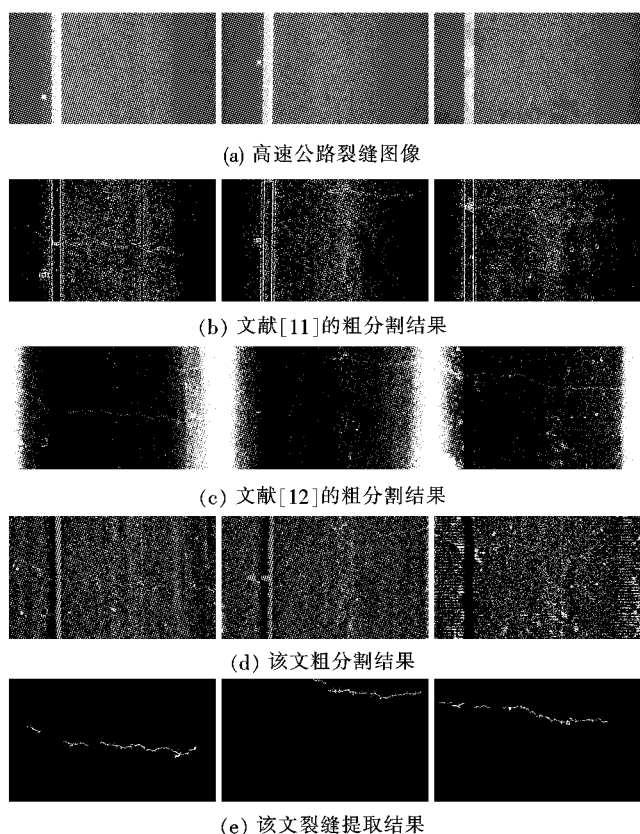 (a) 高速公路裂缝图像
(b) 文献[11]的粗分割结果
(c) 文献[12]的粗分割结果
(d) 该文粗分割结果
(e) 该文裂缝提取结果